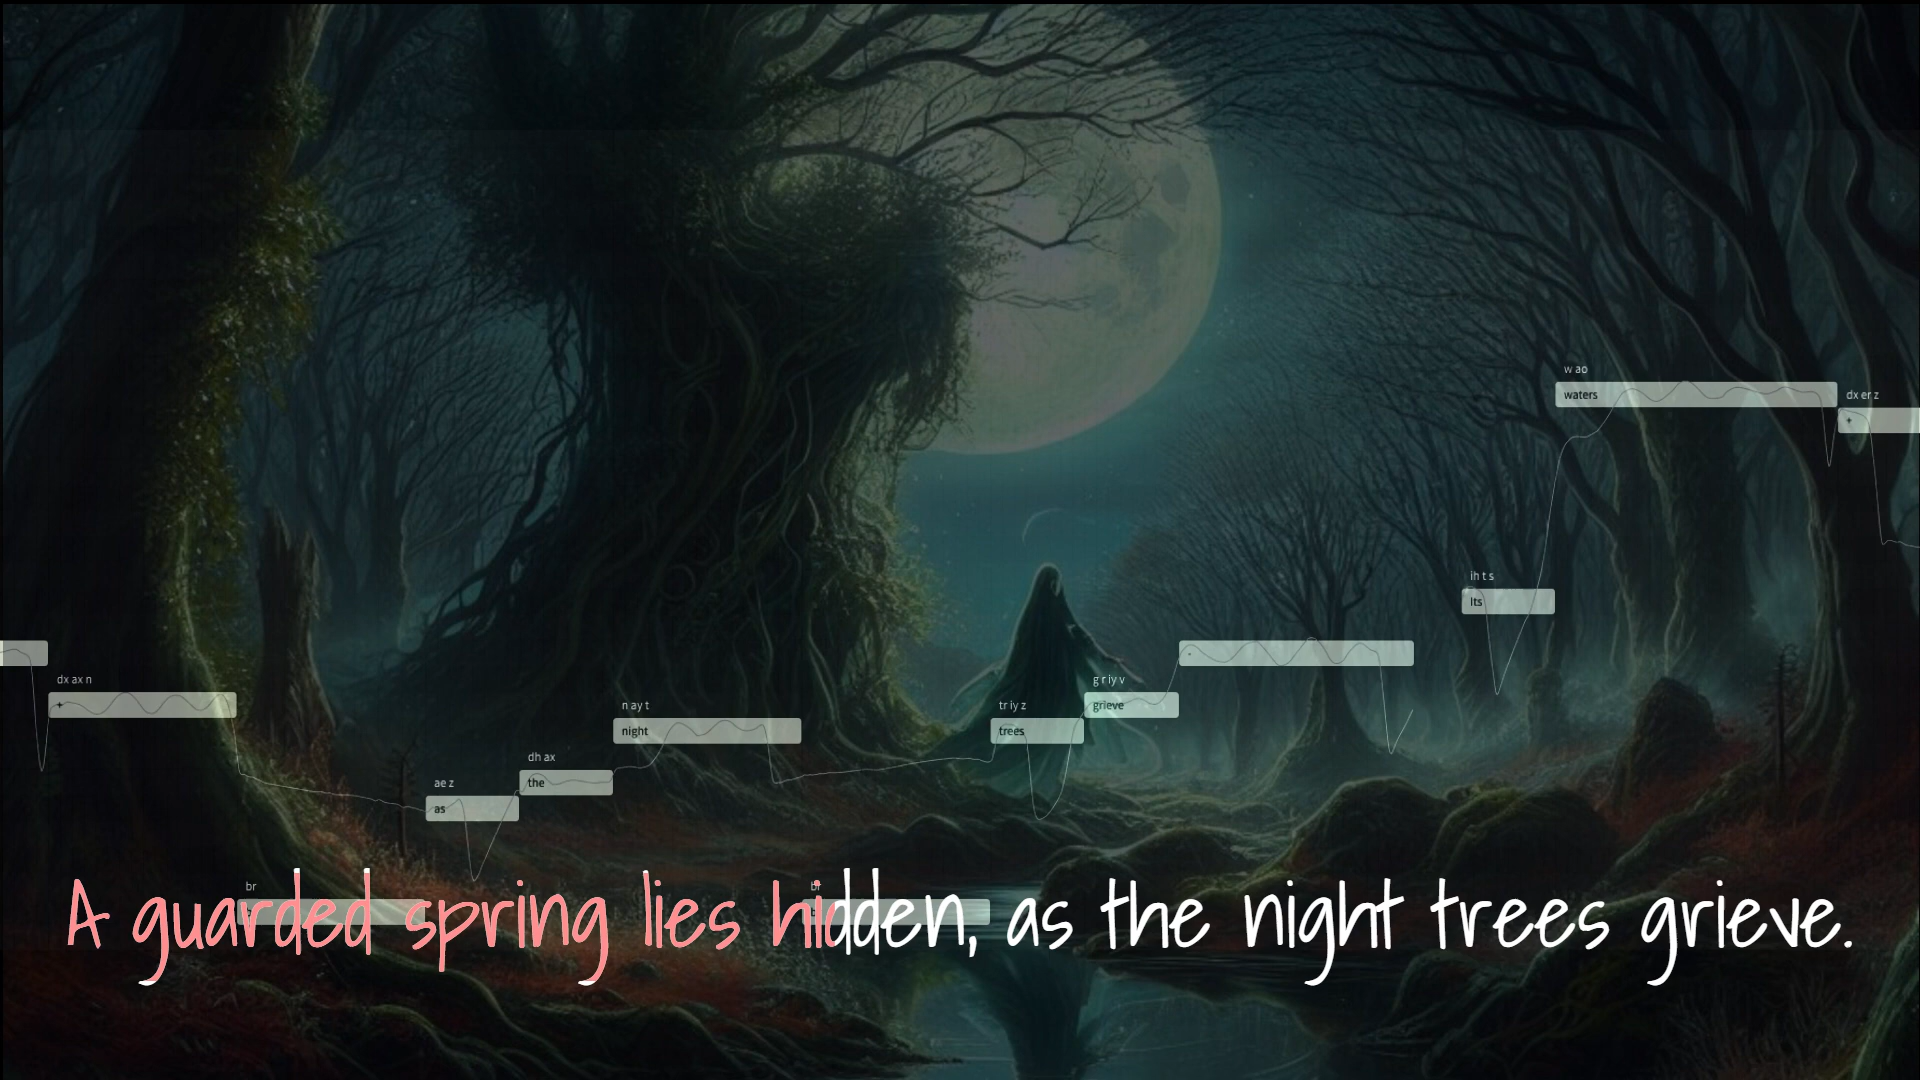 w ao
waters
dx er z
+
ih t s
Its
-
dx ax n
+
g r iy v
grieve
n ay t
night
t r iy z
trees
dh ax
the
ae z
as
br
br
A guarded spring lies hidden, as the night trees grieve.